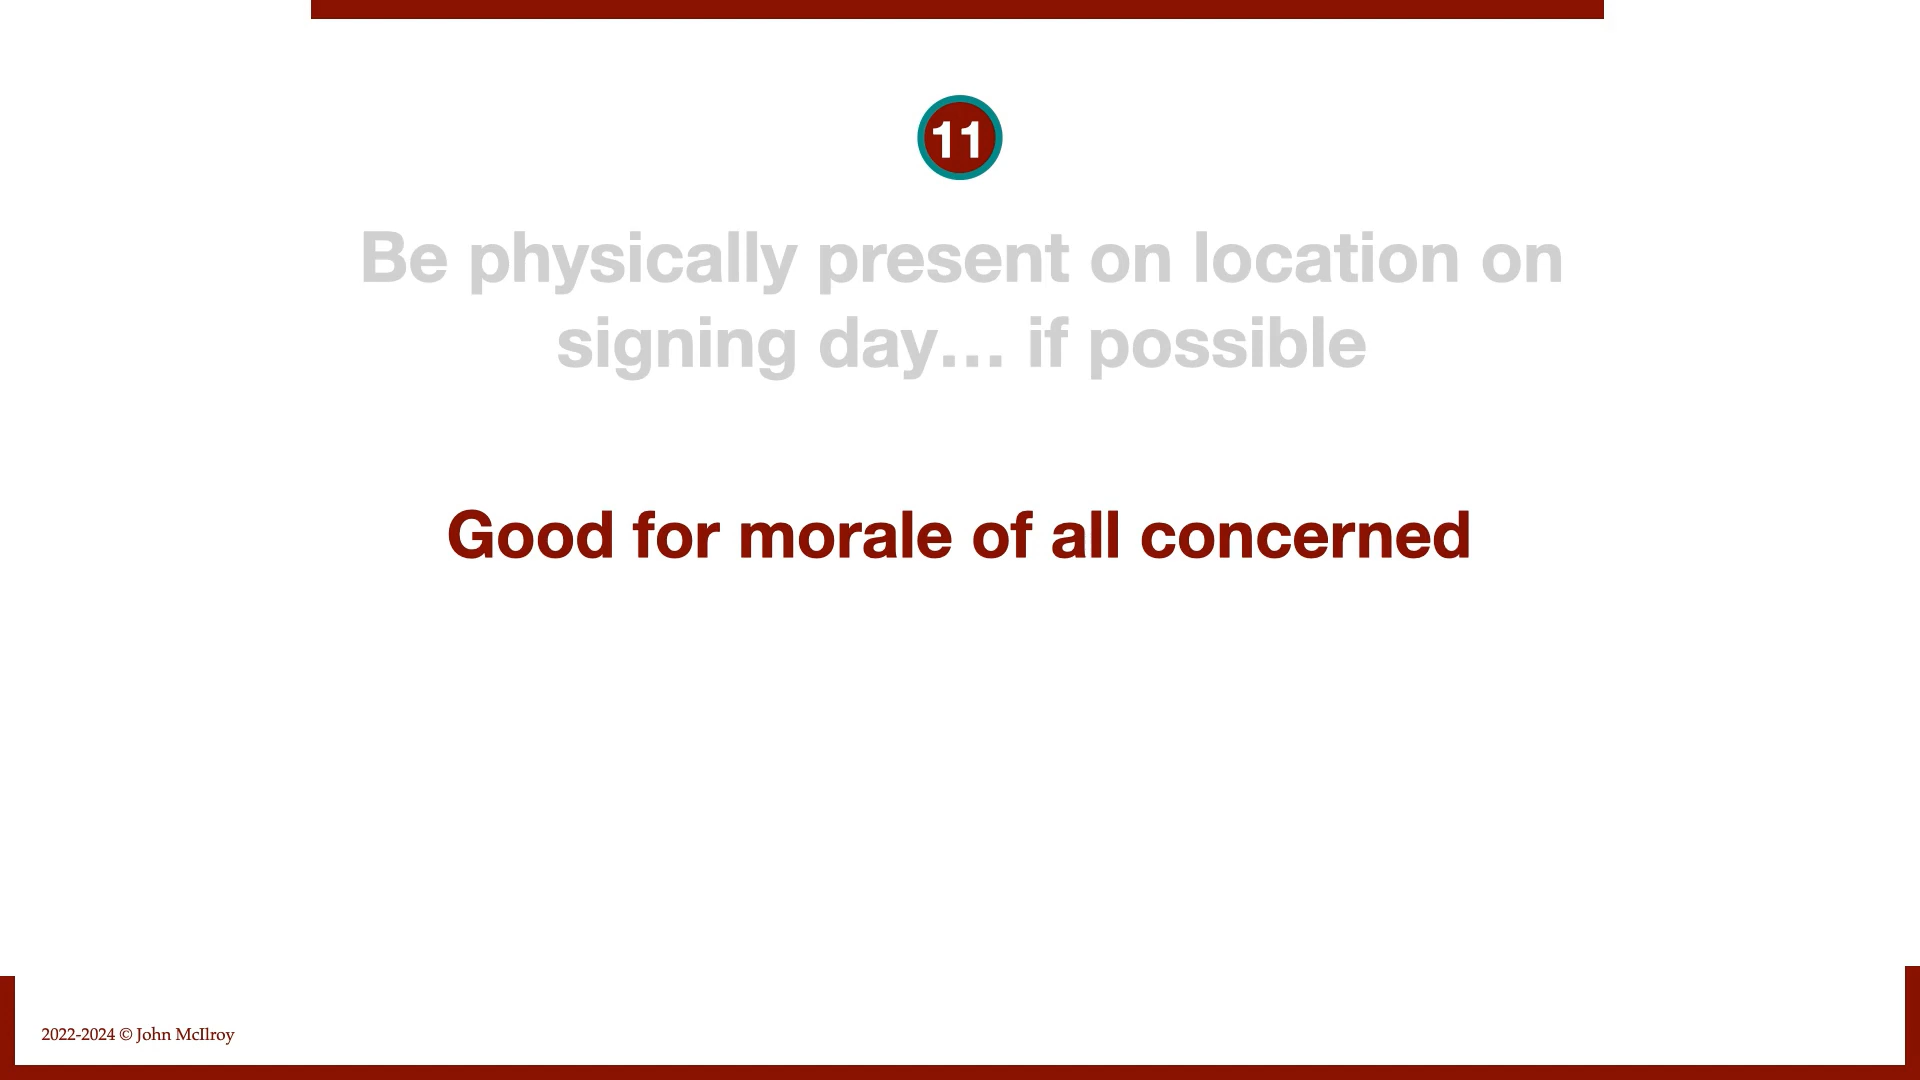 11
Be physically present on location on
signing day… if possible
Good for morale of all concerned
2022-2024 © John McIlroy